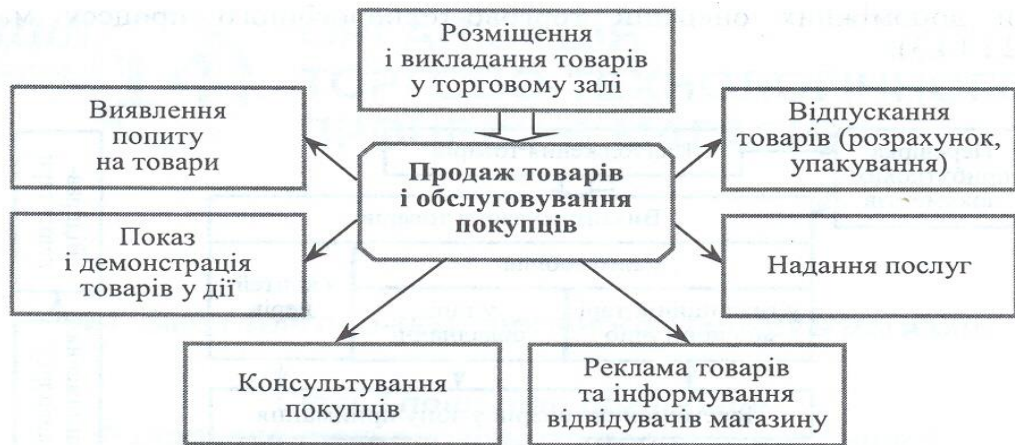 Розміщення
і викладання товарів
у торговому залі
Виявлення
попиту
на товари
Відпускання
товарів (розрахунок,
упакування)
Продаж товарів
і обслуговування
покупців
Показ
і демонстрація
товарів у дії
Надання послуг
Консультування
покупців
Реклама товарів
та інформування
відвідувачів магазину